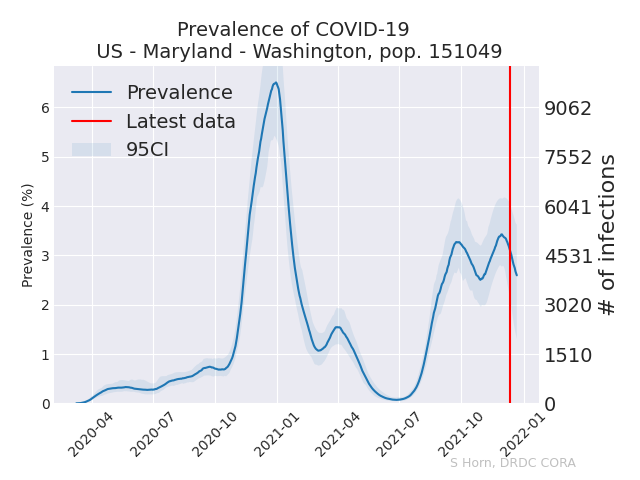 Prevalence of COVID-19
US - Maryland - Washington, pop. 151049
Prevalence
Latest data
95CI
Prevalence (%)
6
5
4
3
2
1
0
9062
7552
6041
4531
3020
1510
0
# of infections
2020-04
2020-07
2020-10
2021-01
2021-04
2021-07
2021-10
2022-01
S Horn, DRDC CORA